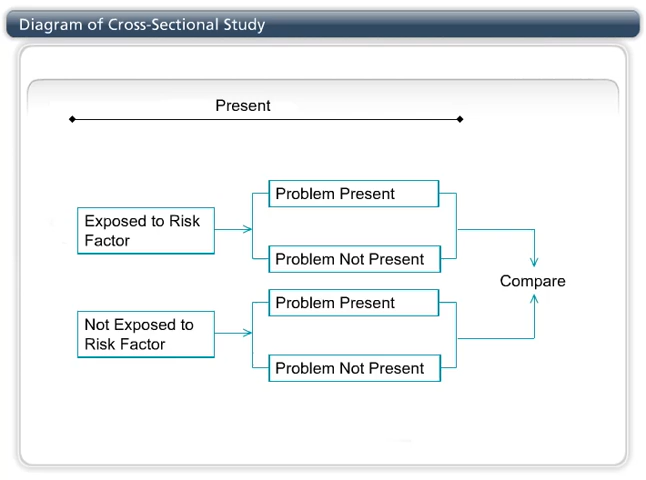 Diagram of Cross-Sectional Study
Present
Problem Present
Exposed to Risk
Factor
Problem Not Present
Compare
Problem Present
Not Exposed to
Risk Factor
Problem Not Present